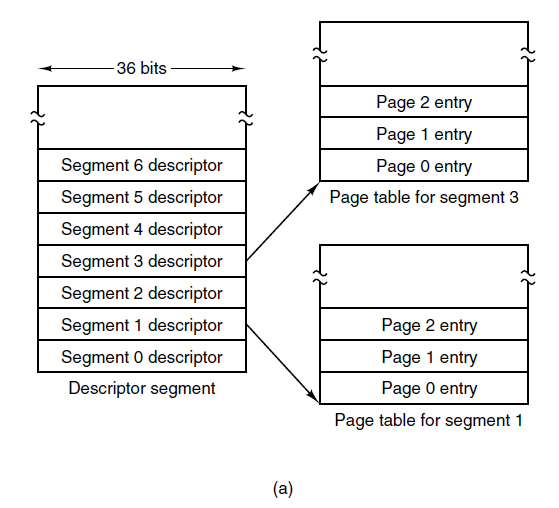 36 bits
Segment 6 descriptor
Segment 5 descriptor
Segment 4 descriptor
Segment 3 descriptor
Segment 2 descriptor
Segment 1 descriptor
Segment 0 descriptor
Descriptor segment
Page 2 entry
Page 1 entry
Page 0 entry
Page table for segment 3
Page 2 entry
Page 1 entry
Page 0 entry
Page table for segment 1
(a)